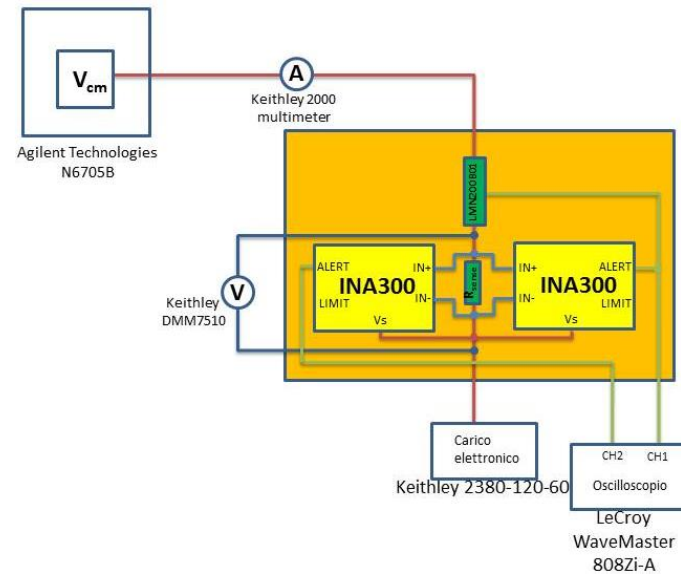 Vcm
A
Keithley 2000
multimeter
Agilent Technologies
N6705B
LMN200B01
ALERT
IN+
INA300
LIMIT
IN-
Vs
Rsense
IN+
ALERT
INA300
IN-
LIMIT
Vs
V
Keithley
DMM7510
Carico
elettronico
Keithley 2380-120-60
CH2 CH1
Oscilloscopio
LeCroy
WaveMaster
808Zi-A